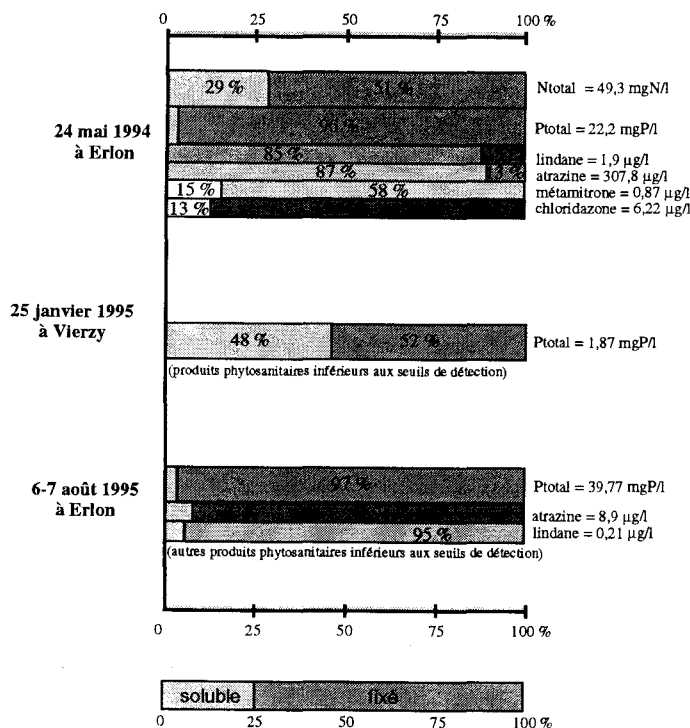 0 25 50 75 100 %
29 % 51 %
Ntotal = 49,3 mgN/l
24 mai 1994
à Erlon
96 %
Ptotal = 22,2 mgP/l
85 %
lindane = 1,9 µg/l
87 % 13 %
atrazine = 307,8 µg/l
15 % 58 %
métamitrone = 0,87 µg/l
13 %
chloridazone = 6,22 µg/l
25 janvier 1995
à Vierzy
48 % 52 %
Ptotal = 1,87 mgP/l
(produits phytosanitaires inférieurs aux seuils de détection)
6-7 août 1995
à Erlon
97 %
Ptotal = 39,77 mgP/l
atrazine = 8,9 µg/l
95 %
lindane = 0,21 µg/l
(autres produits phytosanitaires inférieurs aux seuils de détection)
0 25 50 75 100 %
soluble fixé
0 25 50 75 100 %